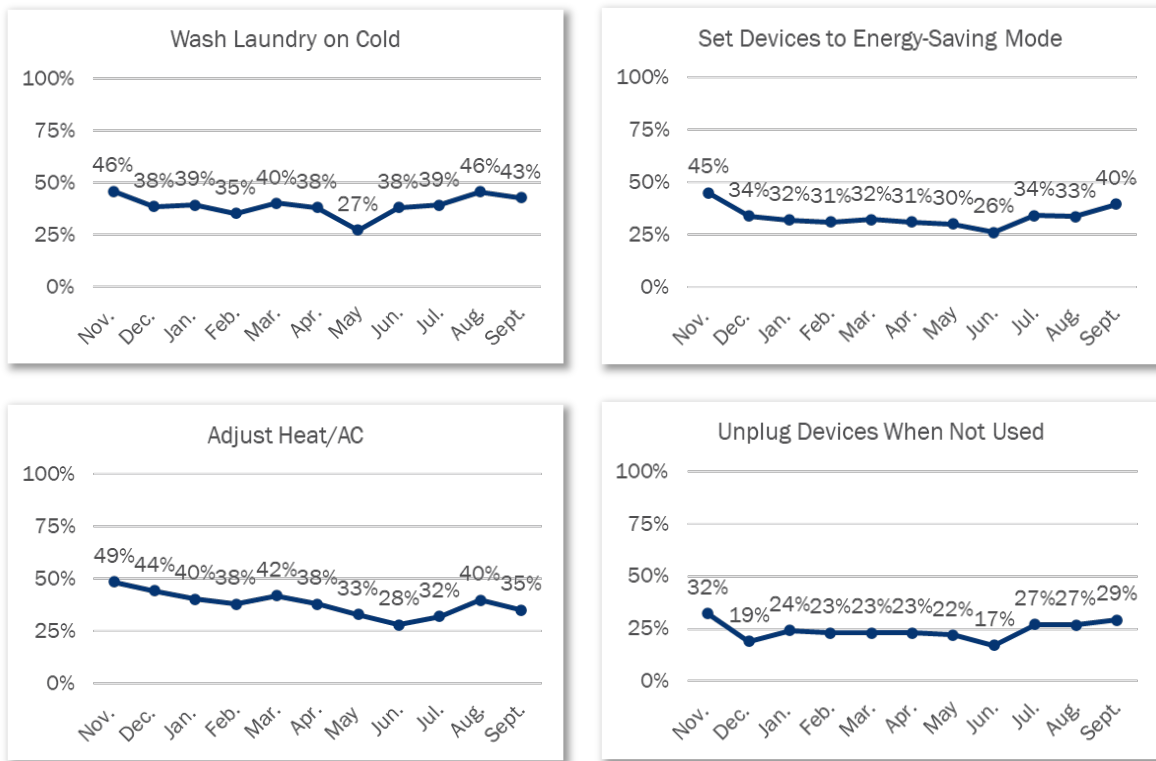 Wash Laundry on Cold
100%
75%
50%
25%
0%
46% 38% 39% 35% 40% 38% 27% 38% 39% 46% 43%
Nov. Dec. Jan. Feb. Mar. Apr. May Jun. Jul. Aug. Sept.
Set Devices to Energy-Saving Mode
100%
75%
50%
25%
0%
45% 34% 32% 31% 32% 31% 30% 26% 34% 33% 40%
Nov. Dec. Jan. Feb. Mar. Apr. May Jun. Jul. Aug. Sept.
Adjust Heat/AC
100%
75%
50%
25%
0%
49% 44% 40% 38% 42% 38% 33% 28% 32% 40% 35%
Nov. Dec. Jan. Feb. Mar. Apr. May Jun. Jul. Aug. Sept.
Unplug Devices When Not Used
100%
75%
50%
25%
0%
32% 19% 24% 23% 23% 23% 22% 17% 27% 27% 29%
Nov. Dec. Jan. Feb. Mar. Apr. May Jun. Jul. Aug. Sept.